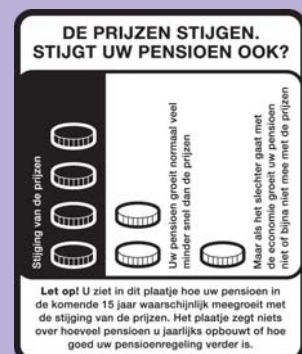 DE PRIJZEN STIJGEN.
STIJGT UW PENSIOEN OOK?
Stijging van de prijzen
Uw pensioen groeit normaal veel
minder snel dan de prijzen
Maar als het slechter gaat met
de economie groeit uw pensioen
niet of bijna niet mee met de prijzen
Let op! U ziet in dit plaatje hoe uw pensioen in
de komende 15 jaar waarschijnlijk meegroeit met
de stijging van de prijzen. Het plaatje zegt niets
over hoeveel pensioen u jaarlijks opbouwt of hoe
goed uw pensioenregeling verder is.